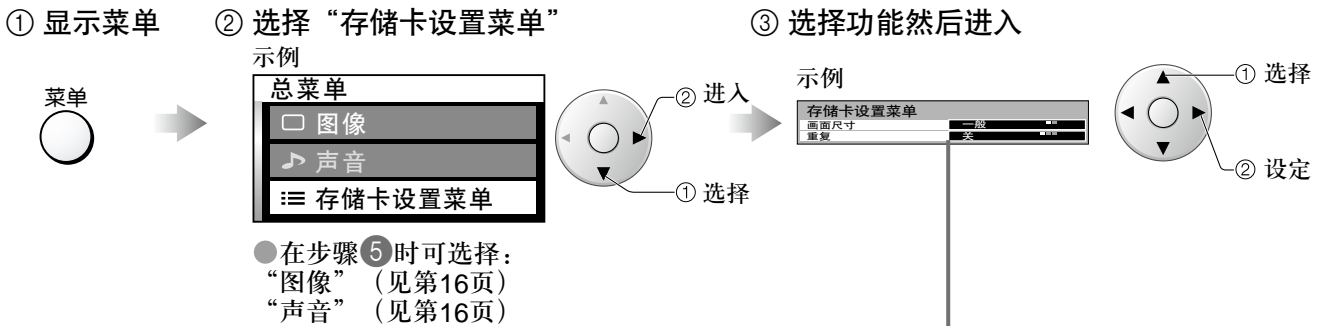 ① 显示菜单
菜单
② 选择“存储卡设置菜单”
示例
总菜单
图像
声音
存储卡设置菜单
② 进入
① 选择
●在步骤5时可选择：
“图像” （见第16页）
“声音” （见第16页）
③ 选择功能然后进入
示例
存储卡设置菜单
画面尺寸 一般
重复 关
① 选择
② 设定